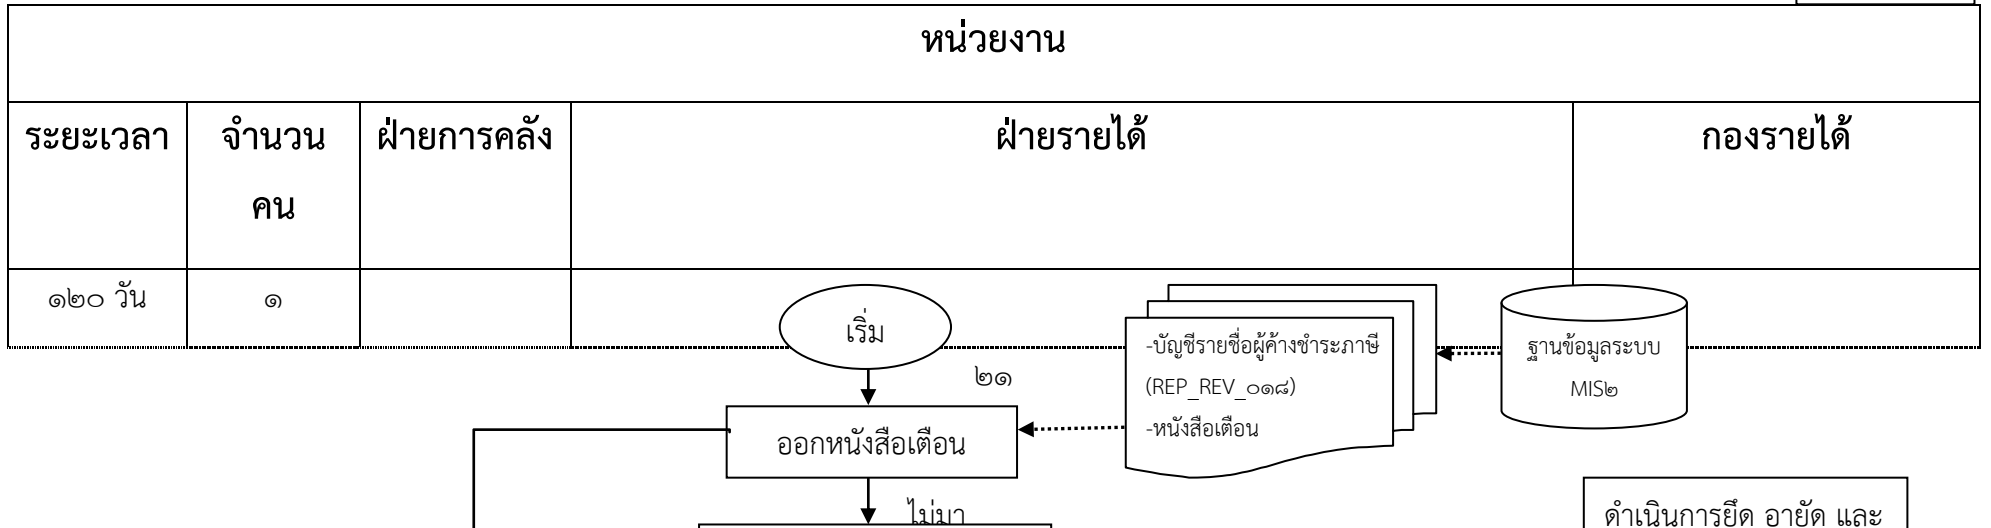 หน่วยงาน
ระยะเวลา
จำนวน
คน
ฝ่ายการคลัง
ฝ่ายรายได้
กองรายได้
๑๒๐ วัน
๑
เริ่ม
-บัญชีรายชื่อผู้ค้างชำระภาษี
(REP_REV_๐๑๘)
-หนังสือเตือน
ฐานข้อมูลระบบ
MIS๒
๒๑
ออกหนังสือเตือน
ไม่มา
ดำเนินการยึด อายัด และ